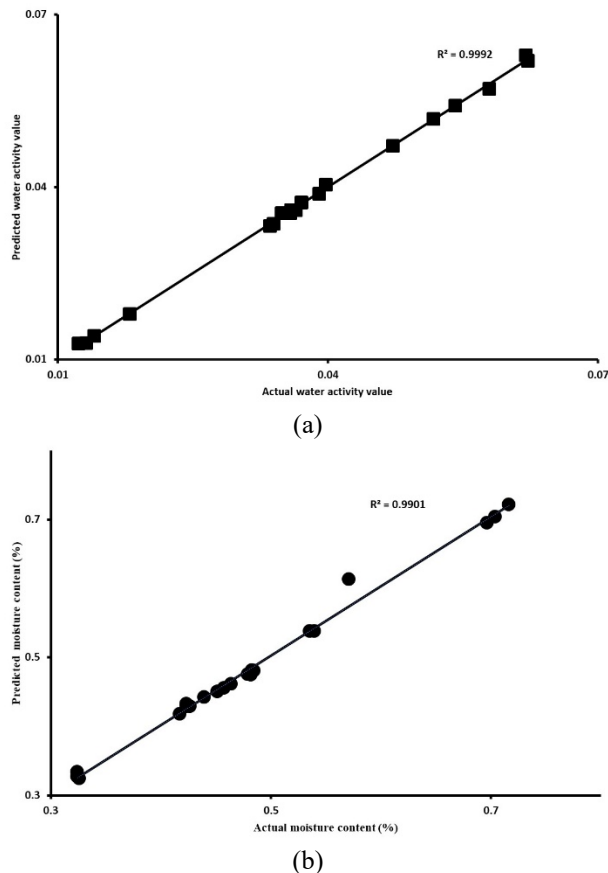 0.07
R² = 0.9992
Predicted water activity value
0.04
0.01
0.01 0.04 0.07
Actual water activity value
(a)
R² = 0.9901
0.7
Predicted moisture content (%)
0.5
0.3
0.3 0.5 0.7
Actual moisture content (%)
(b)